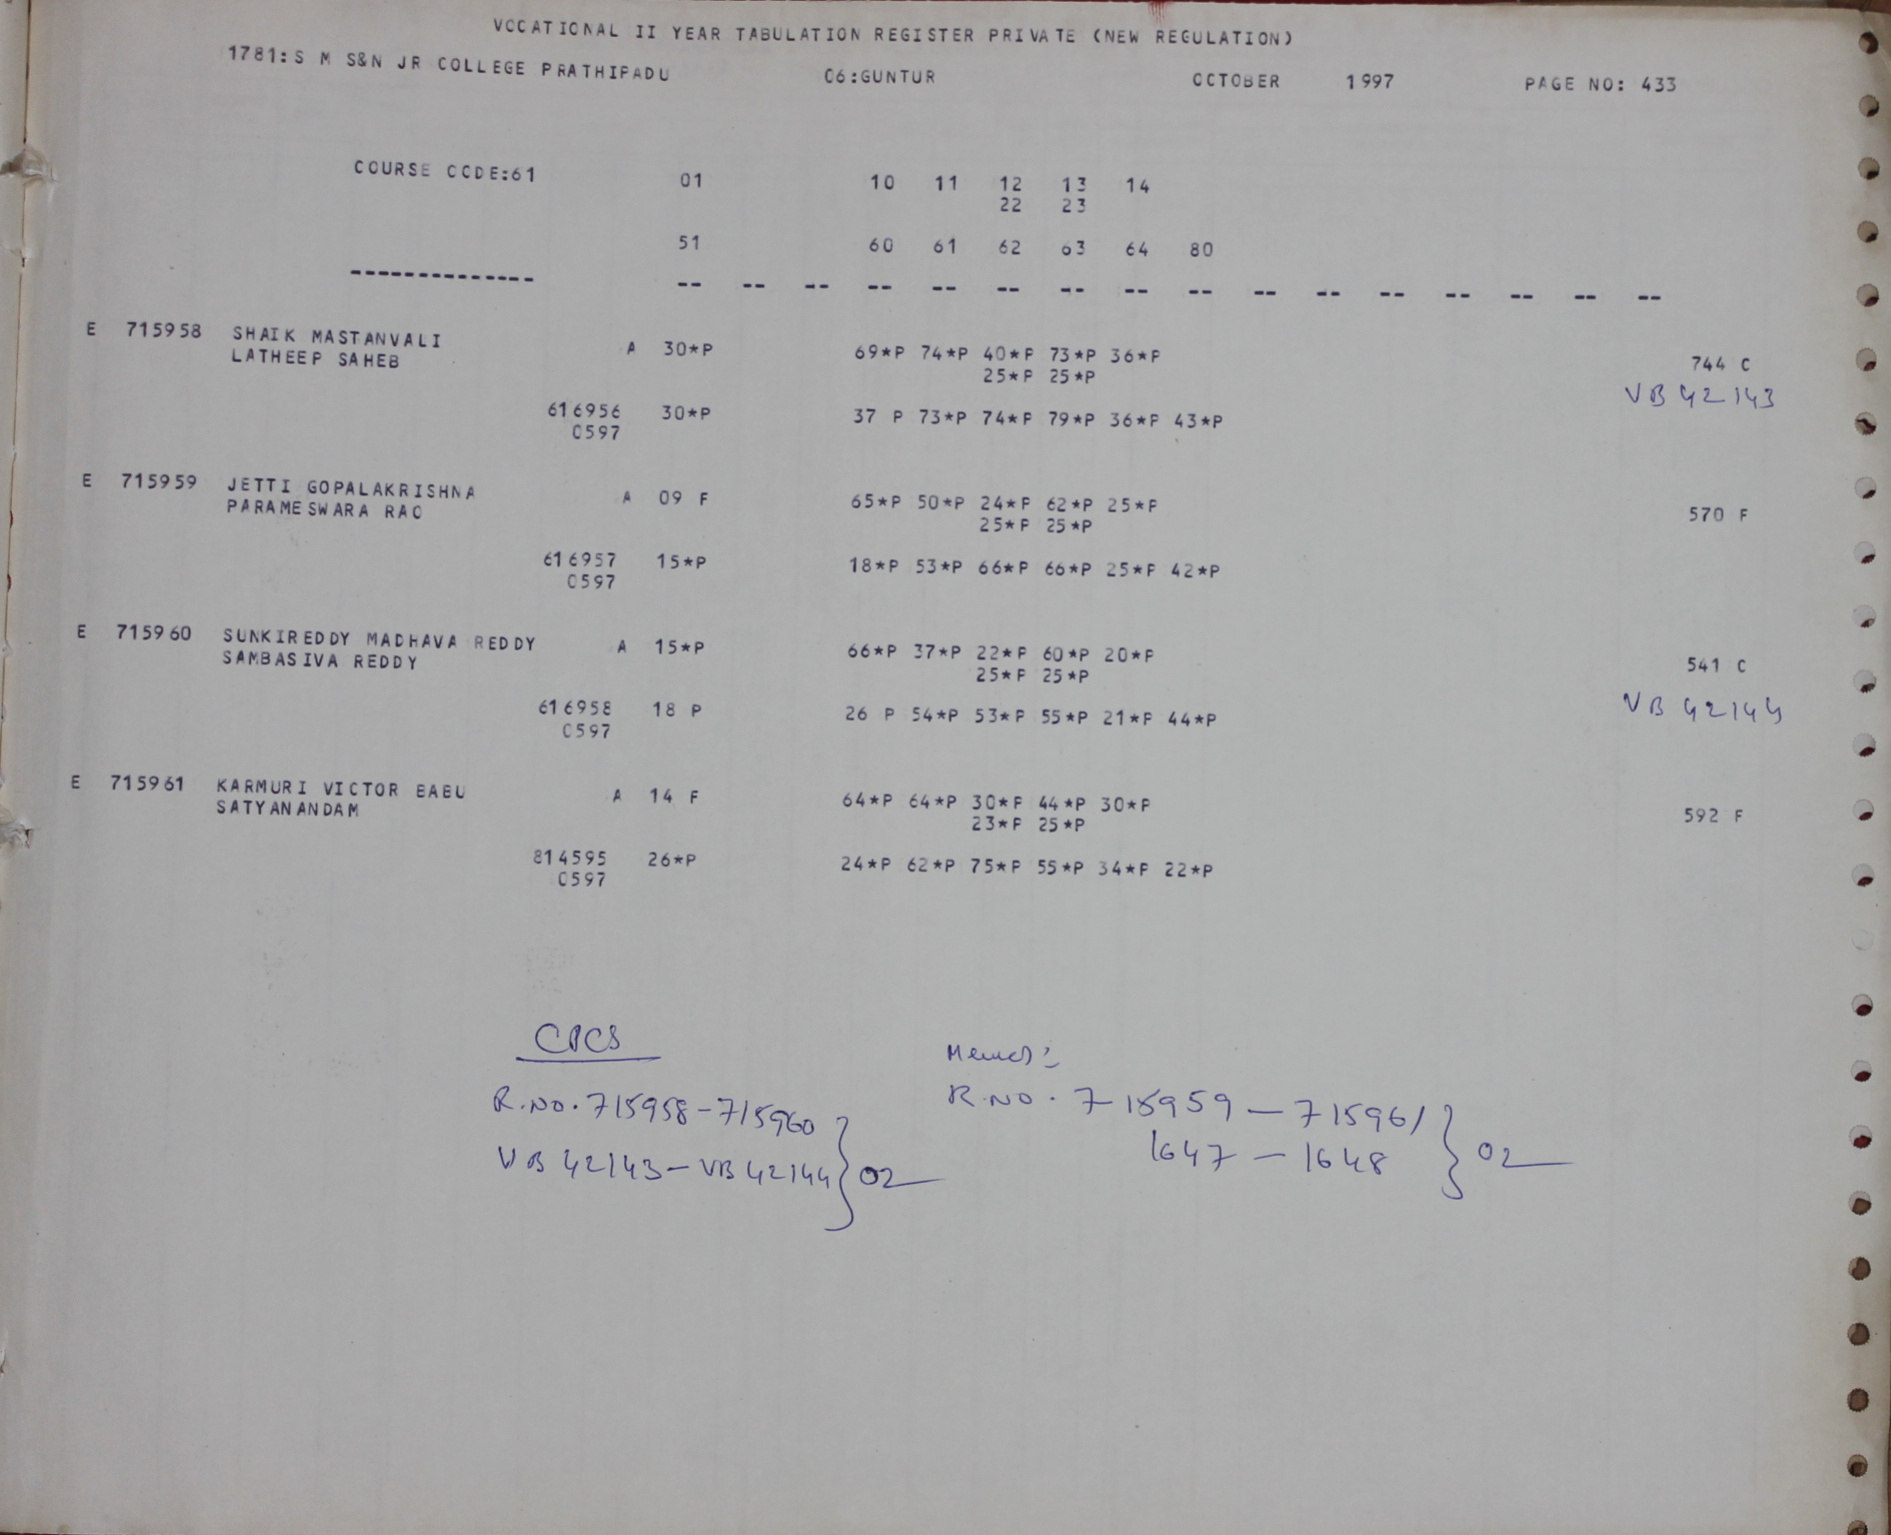 VOCATIONAL II YEAR TABULATION REGISTER PRIVATE (NEW REGULATION)
1781:S M S&N JR COLLEGE PRATHIPADU 06:GUNTUR OCTOBER 1997 PAGE NO: 433
COURSE CODE:61 01 10 11 12 13 14
22 23
51 60 61 62 63 64 80
-------------- -- -- -- -- -- -- -- -- -- -- -- -- -- -- -- --
E 715958 SHAIK MASTANVALI A 30*P 69*P 74*P 40*P 73*P 36*P 744 C
LATHEEP SAHEB 25*P 25*P
VB 42143
616956 30*P 37 P 73*P 74*P 79*P 36*P 43*P
0597
E 715959 JETTI GOPALAKRISHNA A 09 F 65*P 50*P 24*P 62*P 25*P 570 F
PARAMESWARA RAO 25*P 25*P
616957 15*P 18*P 53*P 66*P 66*P 25*P 42*P
0597
E 715960 SUNKIREDDY MADHAVA REDDY A 15*P 66*P 37*P 22*P 60*P 20*P 541 C
SAMBASIVA REDDY 25*P 25*P
VB 42144
616958 18 P 26 P 54*P 53*P 55*P 21*P 44*P
0597
E 715961 KARMURI VICTOR BABU A 14 F 64*P 64*P 30*P 44*P 30*P 592 F
SATYANANDAM 23*P 25*P
814595 26*P 24*P 62*P 75*P 55*P 34*P 22*P
0597
R.NO. 715958-715960
VB 42143-VB 42144 } 02
R.NO. 715959-715961
1647-1648 } 02